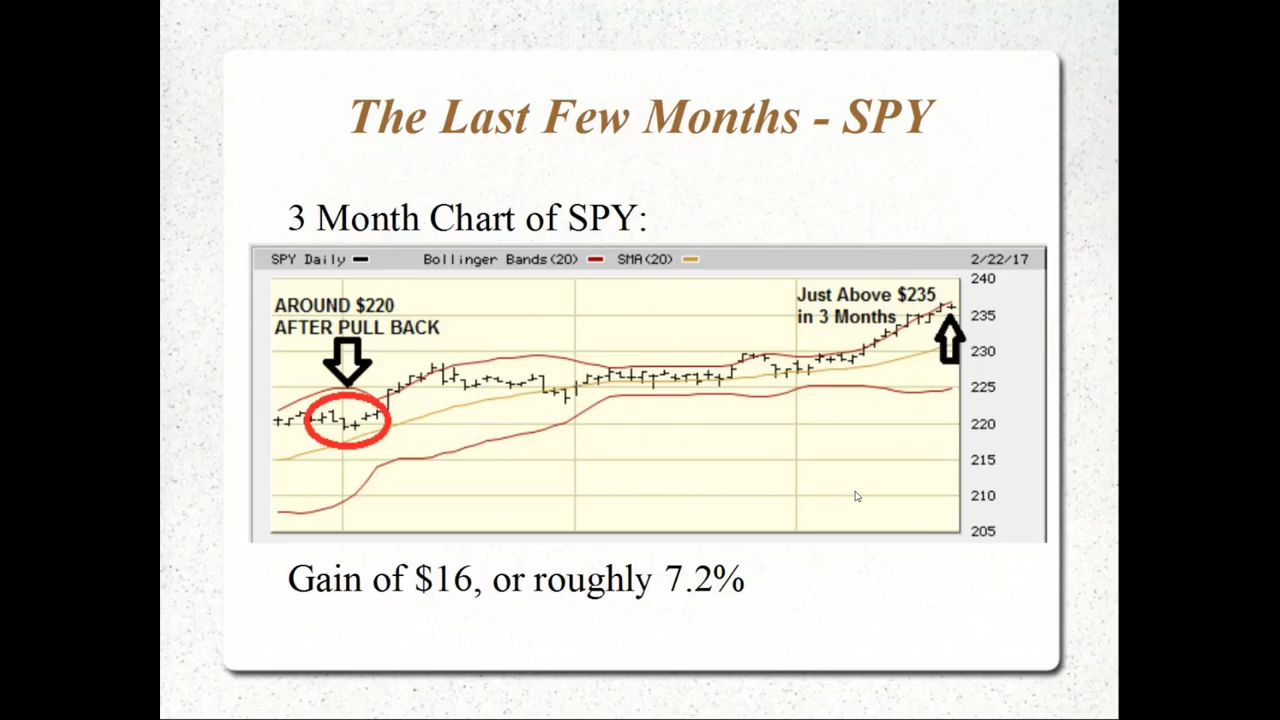 The Last Few Months - SPY
3 Month Chart of SPY:
SPY Daily Bollinger Bands(20) SMA(20) 2/22/17
240
AROUND $220
AFTER PULL BACK
Just Above $235
in 3 Months
235
230
225
220
215
210
205
Gain of $16, or roughly 7.2%